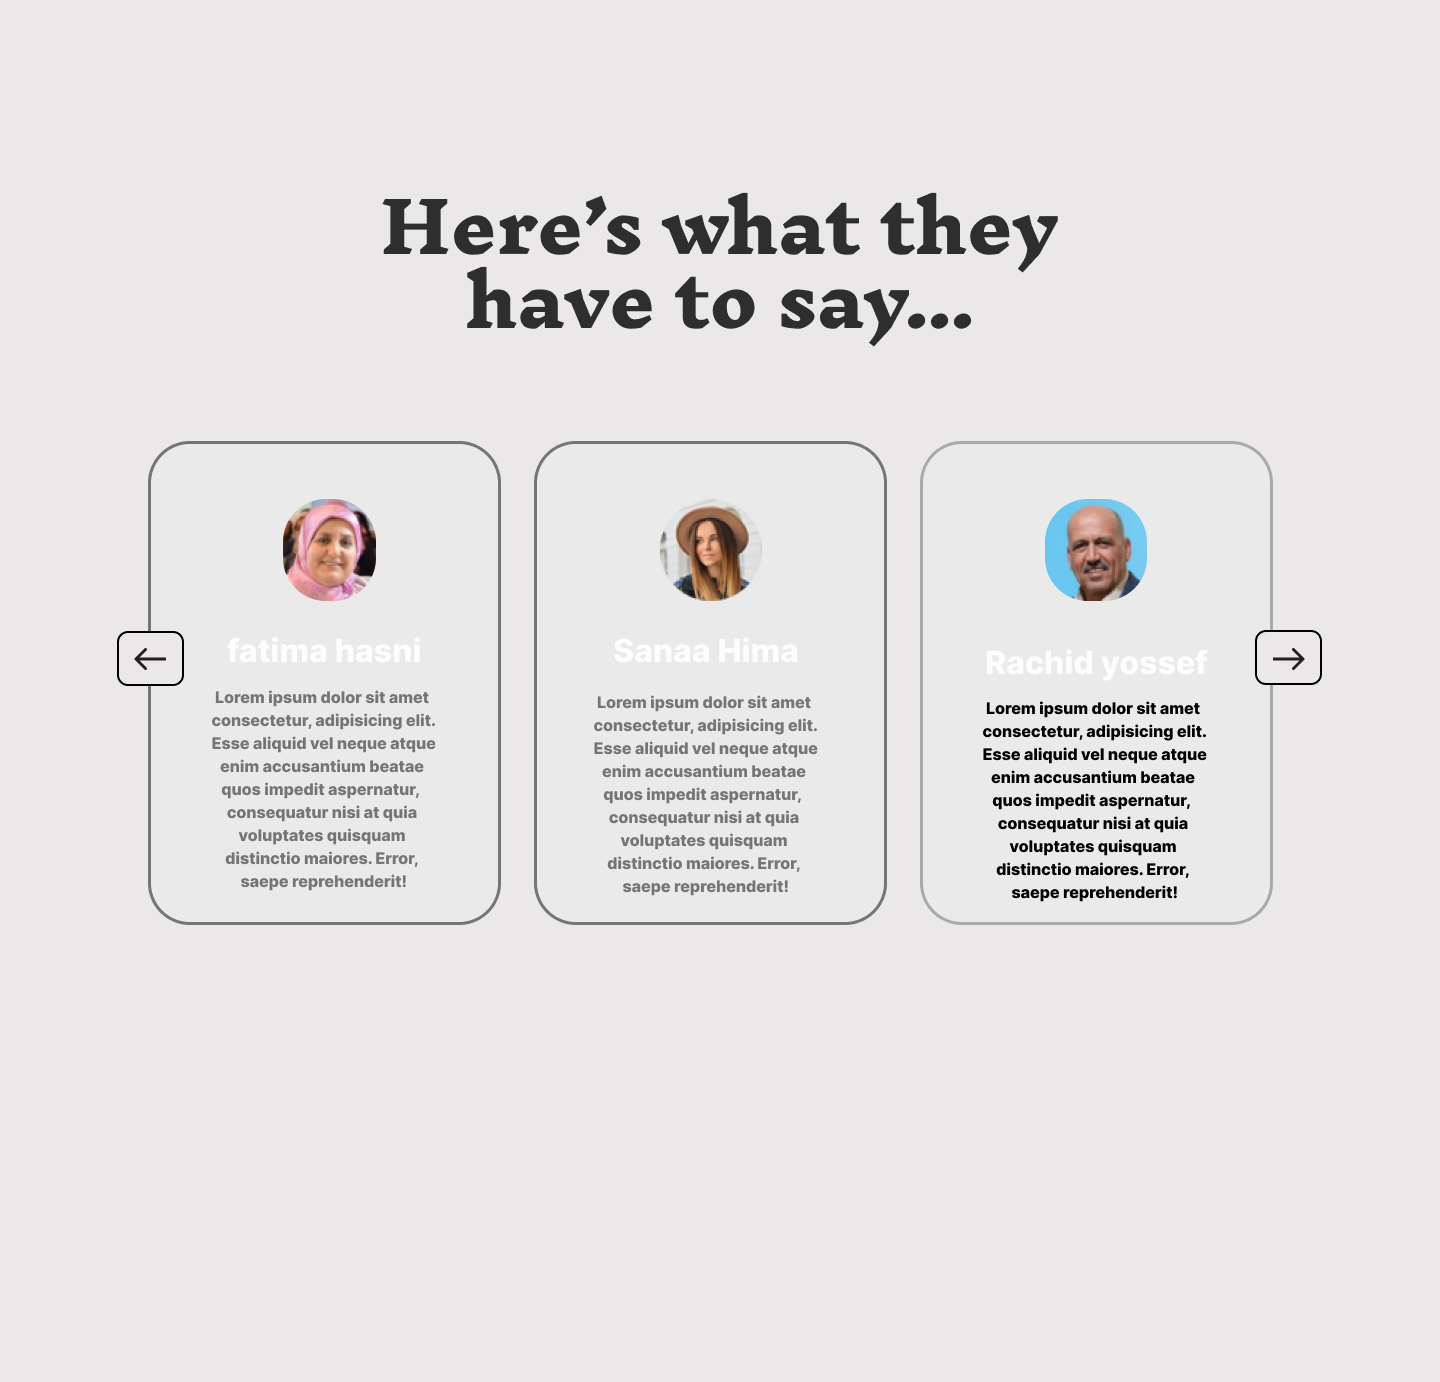 Here’s what they
have to say...
fatima hasni
Lorem ipsum dolor sit amet
consectetur, adipisicing elit.
Esse aliquid vel neque atque
enim accusantium beatae
quos impedit aspernatur,
consequatur nisi at quia
voluptates quisquam
distinctio maiores. Error,
saepe reprehenderit!
Sanaa Hima
Lorem ipsum dolor sit amet
consectetur, adipisicing elit.
Esse aliquid vel neque atque
enim accusantium beatae
quos impedit aspernatur,
consequatur nisi at quia
voluptates quisquam
distinctio maiores. Error,
saepe reprehenderit!
Rachid yossef
Lorem ipsum dolor sit amet
consectetur, adipisicing elit.
Esse aliquid vel neque atque
enim accusantium beatae
quos impedit aspernatur,
consequatur nisi at quia
voluptates quisquam
distinctio maiores. Error,
saepe reprehenderit!